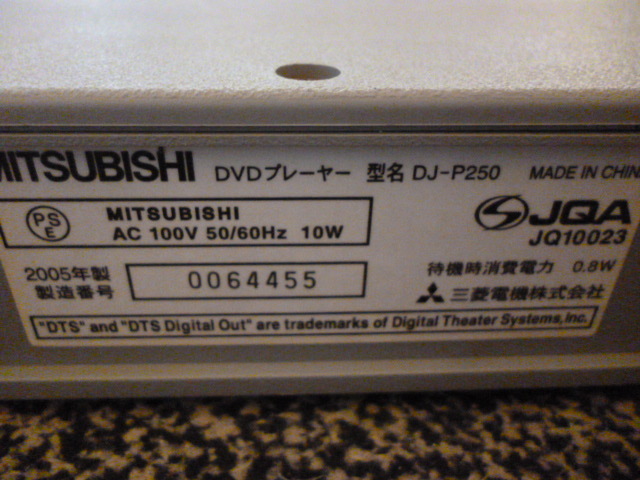 MITSUBISHI DVDプレーヤー 型名 DJ-P250 MADE IN CHINA
PSE
MITSUBISHI
AC 100V 50/60Hz 10W
JQA
JQ10023
2005年製
製造番号 0064455
待機時消費電力 0.8W
三菱電機株式会社
"DTS" and "DTS Digital Out" are trademarks of Digital Theater Systems, Inc.